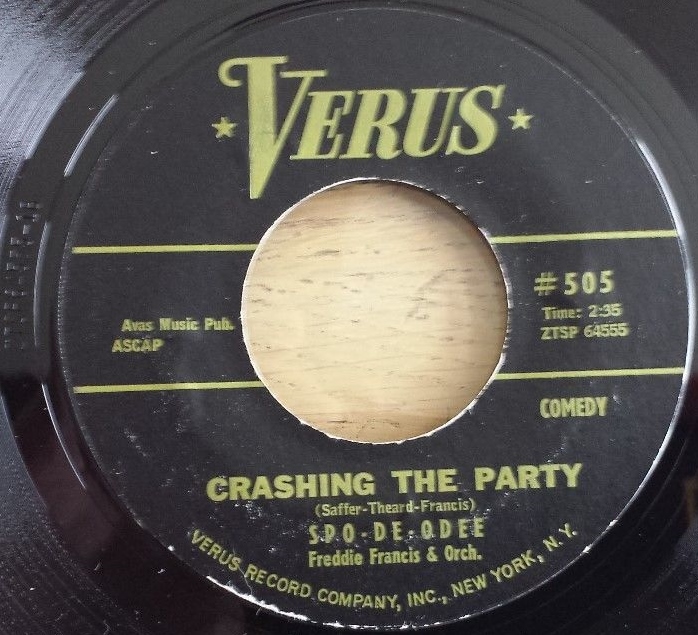 VERUS
#505
Avas Music Pub.
Time: 2:35
ASCAP
ZTSP 64555
COMEDY
CRASHING THE PARTY
(Saffer-Theard-Francis)
SPO-DE-ODEE
Freddie Francis & Orch.
VERUS RECORD COMPANY, INC., NEW YORK, N.Y.